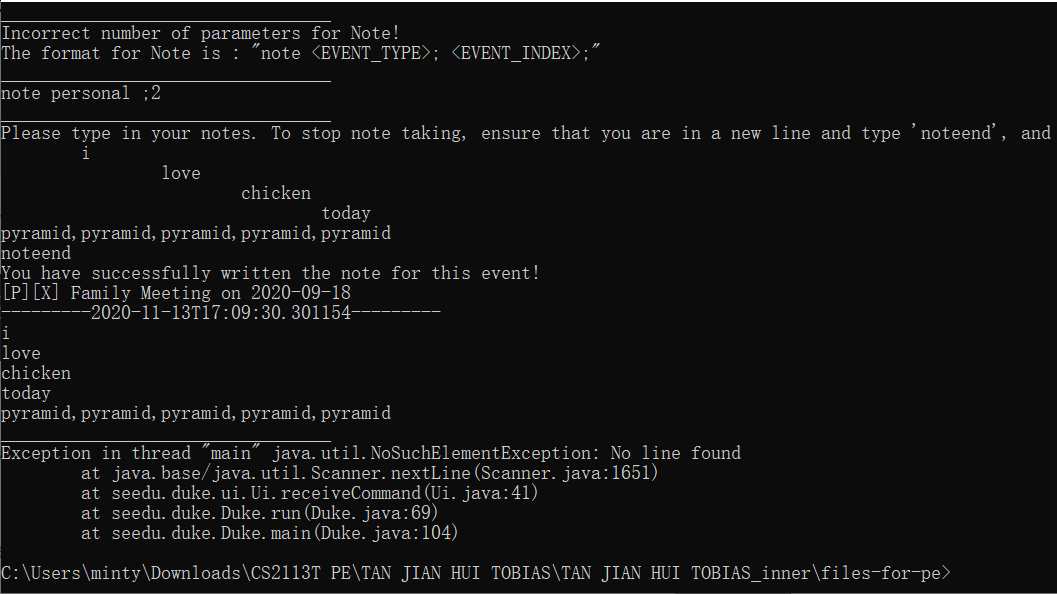 _________________________________
Incorrect number of parameters for Note!
The format for Note is : "note <EVENT_TYPE>; <EVENT_INDEX>;"
_________________________________
note personal ;2
_________________________________
Please type in your notes. To stop note taking, ensure that you are in a new line and type 'noteend', and
        i
                love
                        chicken
                                today
pyramid,pyramid,pyramid,pyramid,pyramid
noteend
You have successfully written the note for this event!
[P][X] Family Meeting on 2020-09-18
---------2020-11-13T17:09:30.301154---------
i
love
chicken
today
pyramid,pyramid,pyramid,pyramid,pyramid
_________________________________
Exception in thread "main" java.util.NoSuchElementException: No line found
        at java.base/java.util.Scanner.nextLine(Scanner.java:1651)
        at seedu.duke.ui.Ui.receiveCommand(Ui.java:41)
        at seedu.duke.Duke.run(Duke.java:69)
        at seedu.duke.Duke.main(Duke.java:104)
C:\Users\minty\Downloads\CS2113T PE\TAN JIAN HUI TOBIAS\TAN JIAN HUI TOBIAS_inner\files-for-pe>